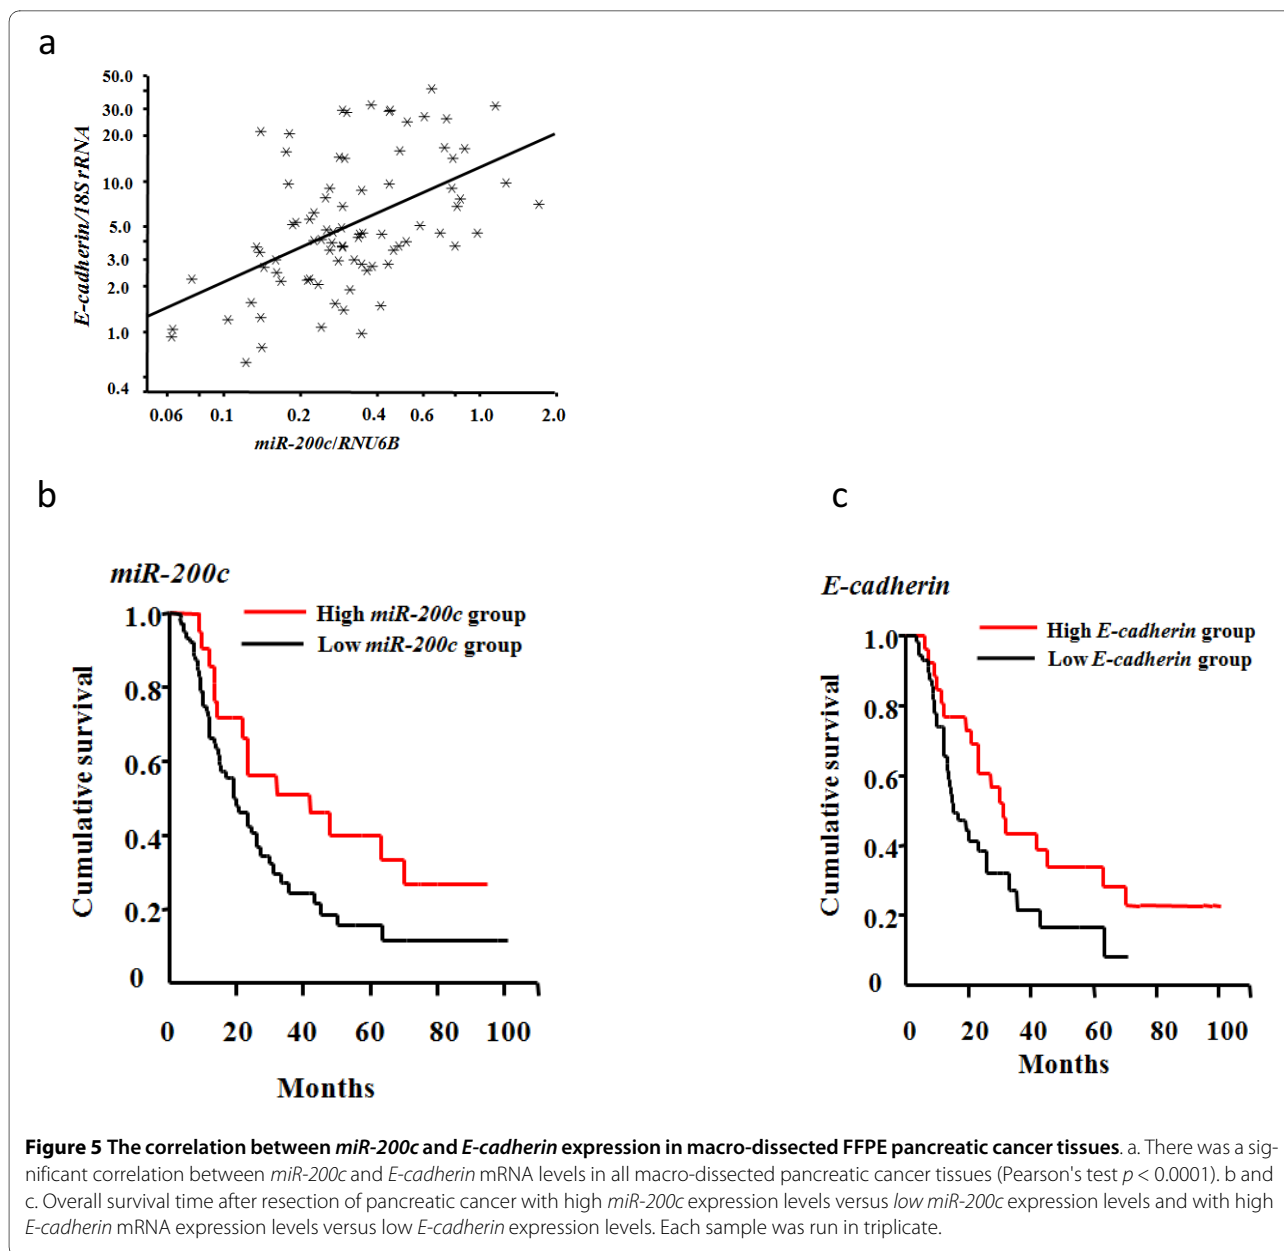 a
50.0
30.0
20.0
10.0
5.0
3.0
2.0
1.0
0.4
E-cadherin/18S rRNA
0.06 0.1 0.2 0.4 0.6 1.0 2.0
miR-200c/RNU6B
b
miR-200c
High miR-200c group
Low miR-200c group
1.0
0.8
0.6
0.4
0.2
0
Cumulative survival
0 20 40 60 80 100
Months
c
E-cadherin
High E-cadherin group
Low E-cadherin group
1.0
0.8
0.6
0.4
0.2
0
Cumulative survival
0 20 40 60 80 100
Months
Figure 5 The correlation between miR-200c and E-cadherin expression in macro-dissected FFPE pancreatic cancer tissues. a. There was a sig-
nificant correlation between miR-200c and E-cadherin mRNA levels in all macro-dissected pancreatic cancer tissues (Pearson's test p < 0.0001). b and
c. Overall survival time after resection of pancreatic cancer with high miR-200c expression levels versus low miR-200c expression levels and with high
E-cadherin mRNA expression levels versus low E-cadherin expression levels. Each sample was run in triplicate.